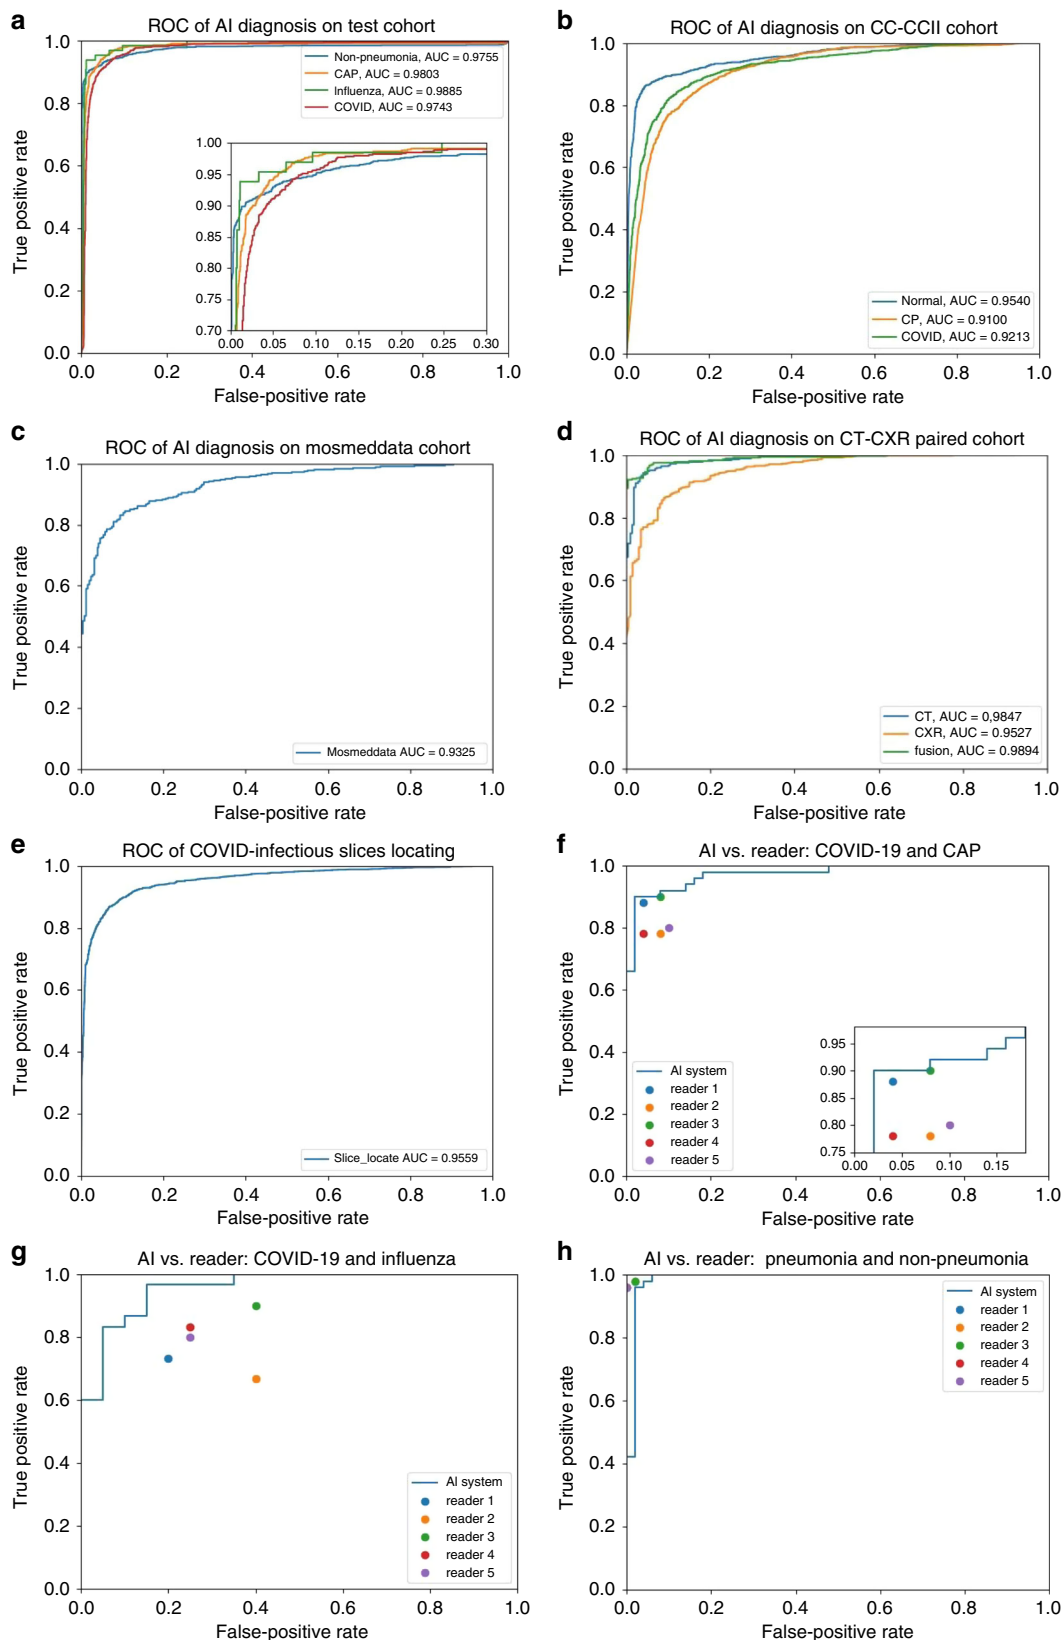 a
ROC of AI diagnosis on test cohort
1.0
0.8
0.6
0.4
0.2
0.0
True positive rate
Non-pneumonia, AUC = 0.9755
CAP, AUC = 0.9803
Influenza, AUC = 0.9885
COVID, AUC = 0.9743
1.00
0.95
0.90
0.85
0.80
0.75
0.70
0.00 0.05 0.10 0.15 0.20 0.25 0.30
0.0 0.2 0.4 0.6 0.8 1.0
False-positive rate
b
ROC of AI diagnosis on CC-CCII cohort
1.0
0.8
0.6
0.4
0.2
0.0
True positive rate
Normal, AUC = 0.9540
CP, AUC = 0.9100
COVID, AUC = 0.9213
0.0 0.2 0.4 0.6 0.8 1.0
False-positive rate
c
ROC of AI diagnosis on mosmeddata cohort
1.0
0.8
0.6
0.4
0.2
0.0
True positive rate
Mosmeddata AUC = 0.9325
0.0 0.2 0.4 0.6 0.8 1.0
False-positive rate
d
ROC of AI diagnosis on CT-CXR paired cohort
1.0
0.8
0.6
0.4
0.2
0.0
True positive rate
CT, AUC = 0,9847
CXR, AUC = 0.9527
fusion, AUC = 0.9894
0.0 0.2 0.4 0.6 0.8 1.0
False-positive rate
e
ROC of COVID-infectious slices locating
1.0
0.8
0.6
0.4
0.2
0.0
True positive rate
Slice_locate AUC = 0.9559
0.0 0.2 0.4 0.6 0.8 1.0
False-positive rate
f
AI vs. reader: COVID-19 and CAP
1.0
0.8
0.6
0.4
0.2
0.0
True positive rate
AI system
reader 1
reader 2
reader 3
reader 4
reader 5
0.95
0.90
0.85
0.80
0.75
0.00 0.05 0.10 0.15
0.0 0.2 0.4 0.6 0.8 1.0
False-positive rate
g
AI vs. reader: COVID-19 and influenza
1.0
0.8
0.6
0.4
0.2
0.0
True positive rate
AI system
reader 1
reader 2
reader 3
reader 4
reader 5
0.0 0.2 0.4 0.6 0.8 1.0
False-positive rate
h
AI vs. reader: pneumonia and non-pneumonia
1.0
0.8
0.6
0.4
0.2
0.0
True positive rate
AI system
reader 1
reader 2
reader 3
reader 4
reader 5
0.0 0.2 0.4 0.6 0.8 1.0
False-positive rate